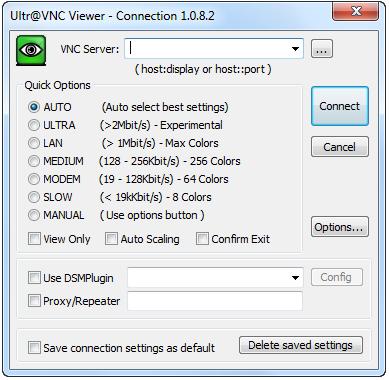 Ultr@VNC Viewer - Connection 1.0.8.2
VNC Server: ...
( host:display or host::port )
Quick Options
AUTO (Auto select best settings)
ULTRA (>2Mbit/s) - Experimental
LAN (> 1Mbit/s) - Max Colors
MEDIUM (128 - 256Kbit/s) - 256 Colors
MODEM (19 - 128Kbit/s) - 64 Colors
SLOW (< 19kKbit/s) - 8 Colors
MANUAL ( Use options button )
View Only Auto Scaling Confirm Exit
Connect
Cancel
Options...
Use DSMPlugin Config
Proxy/Repeater
Save connection settings as default Delete saved settings